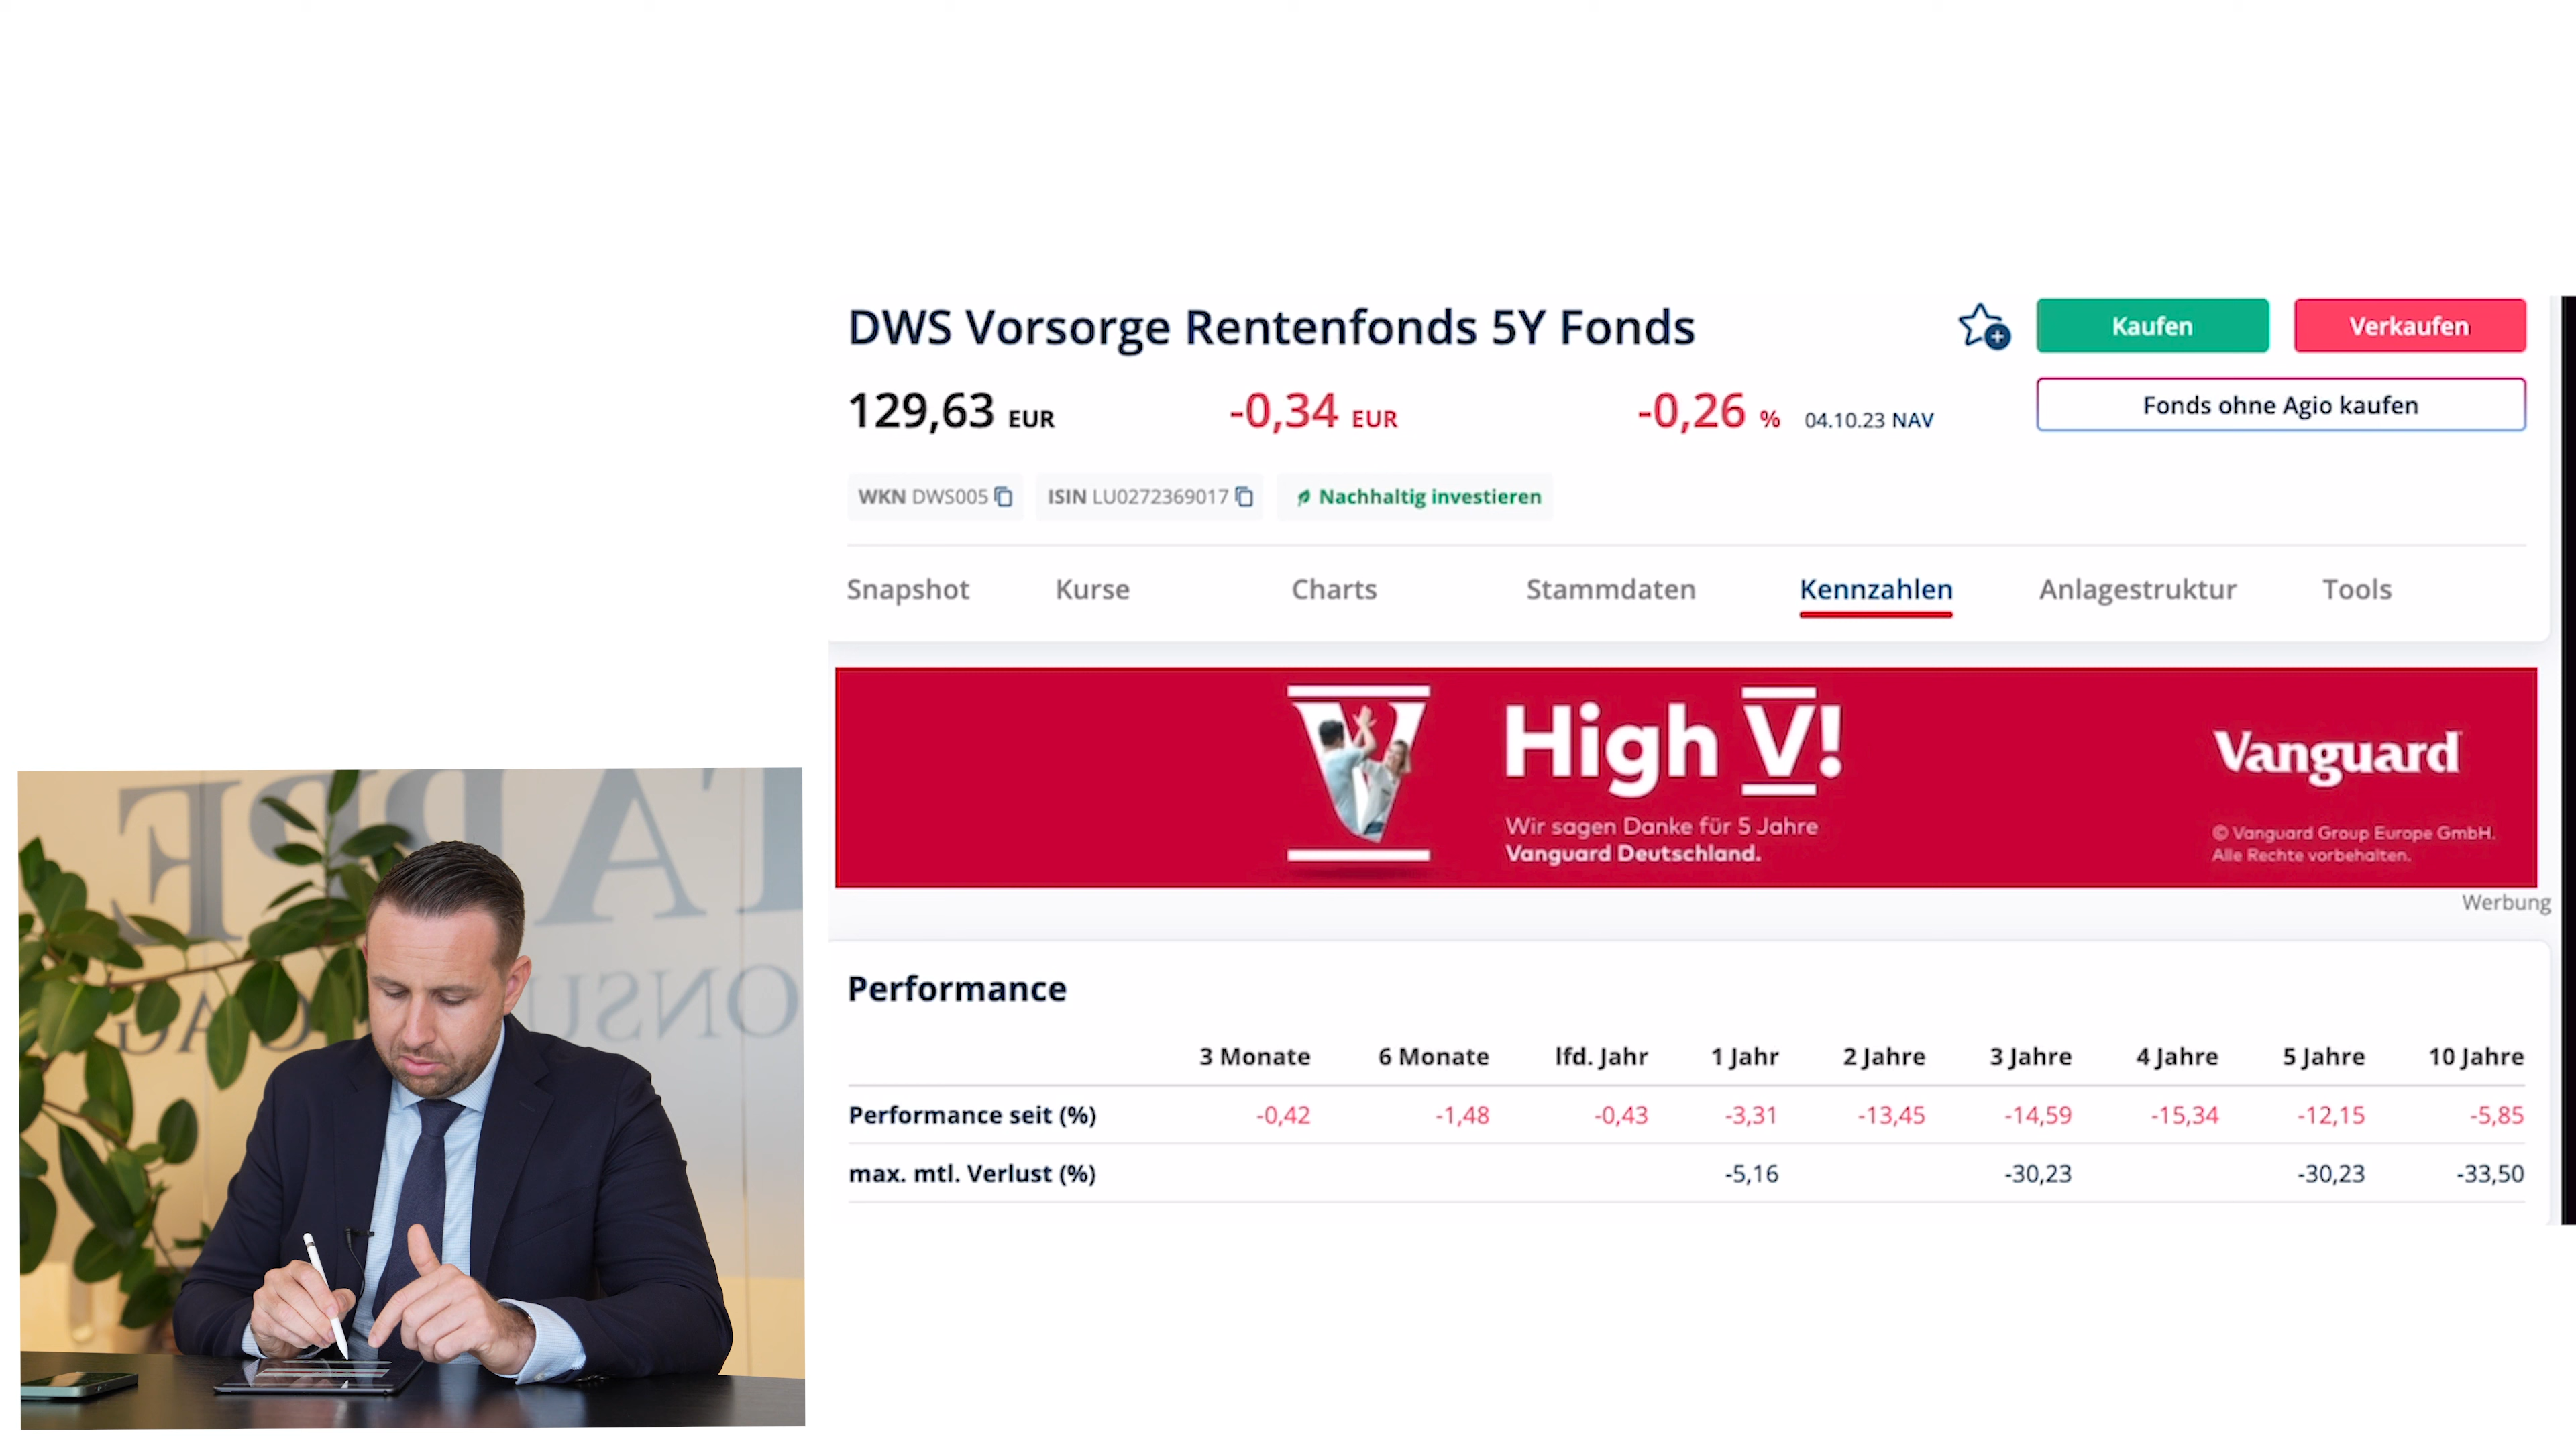 DWS Vorsorge Rentenfonds 5Y Fonds
Kaufen
Verkaufen
129,63 EUR
-0,34 EUR
-0,26 %
04.10.23 NAV
Fonds ohne Agio kaufen
WKN DWS005
ISIN LU0272369017
Nachhaltig investieren
Snapshot Kurse Charts Stammdaten Kennzahlen Anlagestruktur Tools
High V!
Wir sagen Danke für 5 Jahre
Vanguard Deutschland.
Vanguard
© Vanguard Group Europe GmbH.
Alle Rechte vorbehalten.
Werbung
Performance
3 Monate 6 Monate lfd. Jahr 1 Jahr 2 Jahre 3 Jahre 4 Jahre 5 Jahre 10 Jahre
Performance seit (%) -0,42 -1,48 -0,43 -3,31 -13,45 -14,59 -15,34 -12,15 -5,85
max. mtl. Verlust (%) -5,16 -30,23 -30,23 -33,50